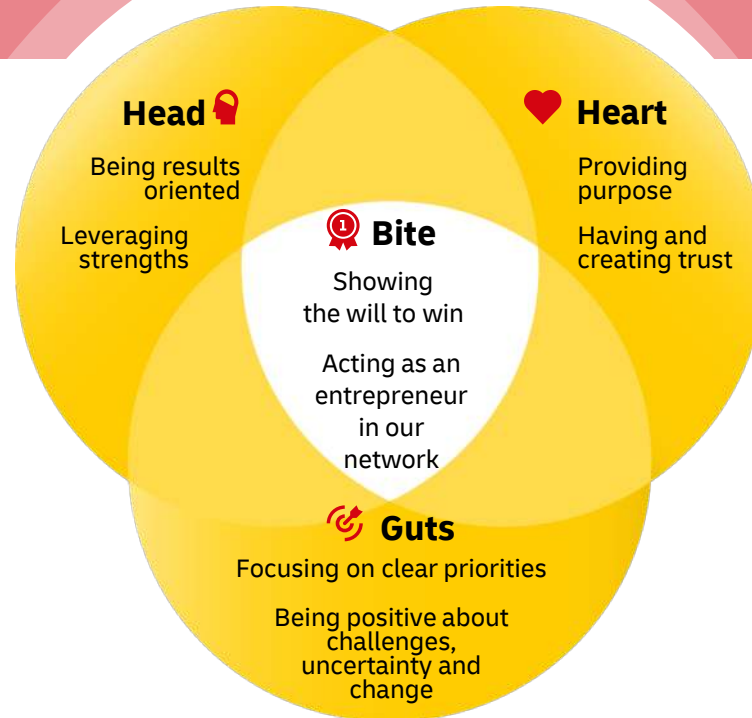 Head
Being results
oriented
Leveraging
strengths
Heart
Providing
purpose
Having and
creating trust
1
Bite
Showing
the will to win
Acting as an
entrepreneur
in our
network
Guts
Focusing on clear priorities
Being positive about
challenges,
uncertainty and
change